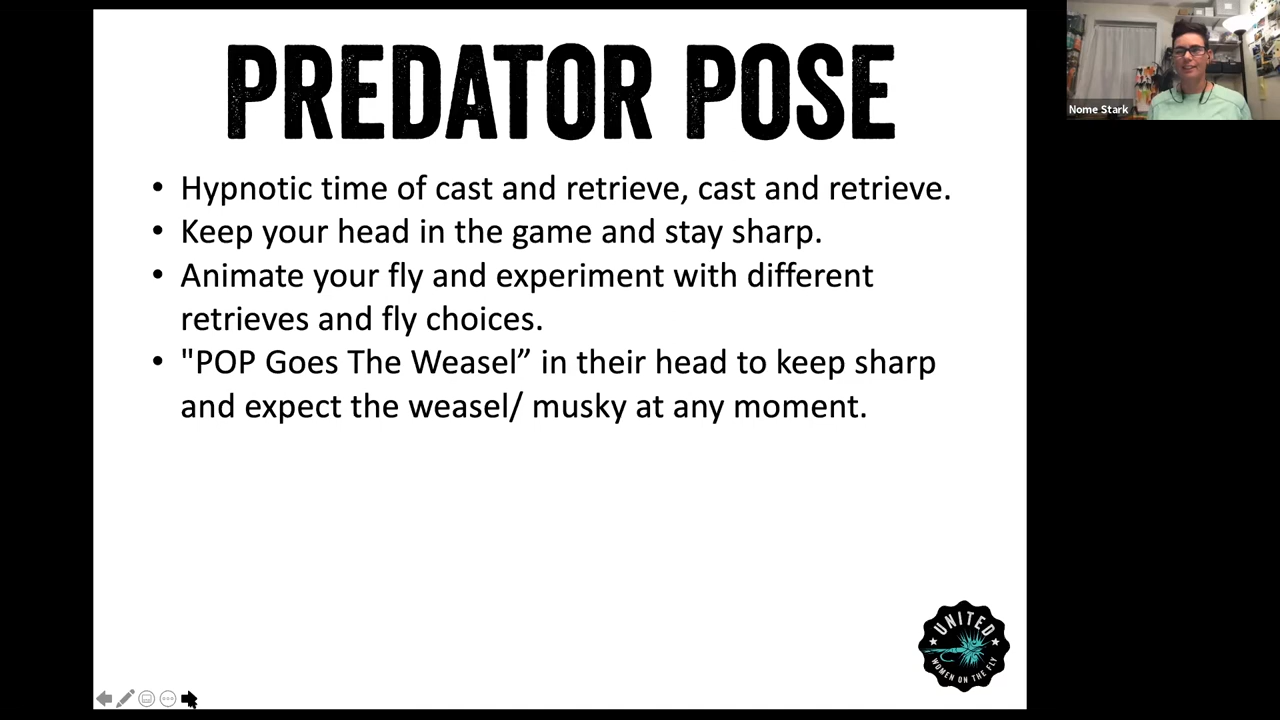 PREDATOR POSE
Nome Stark
• Hypnotic time of cast and retrieve, cast and retrieve.
• Keep your head in the game and stay sharp.
• Animate your fly and experiment with different
retrieves and fly choices.
• "POP Goes The Weasel” in their head to keep sharp
and expect the weasel/ musky at any moment.
UNITED
WOMEN ON THE FLY